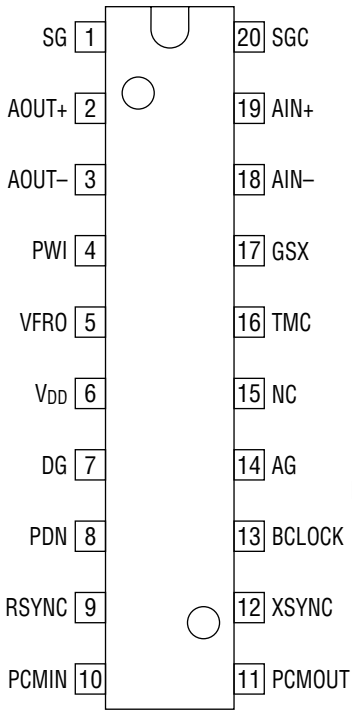 SG 1 20 SGC
AOUT+ 2 19 AIN+
AOUT– 3 18 AIN–
PWI 4 17 GSX
VFRO 5 16 TMC
VDD 6 15 NC
DG 7 14 AG
PDN 8 13 BCLOCK
RSYNC 9 12 XSYNC
PCMIN 10 11 PCMOUT